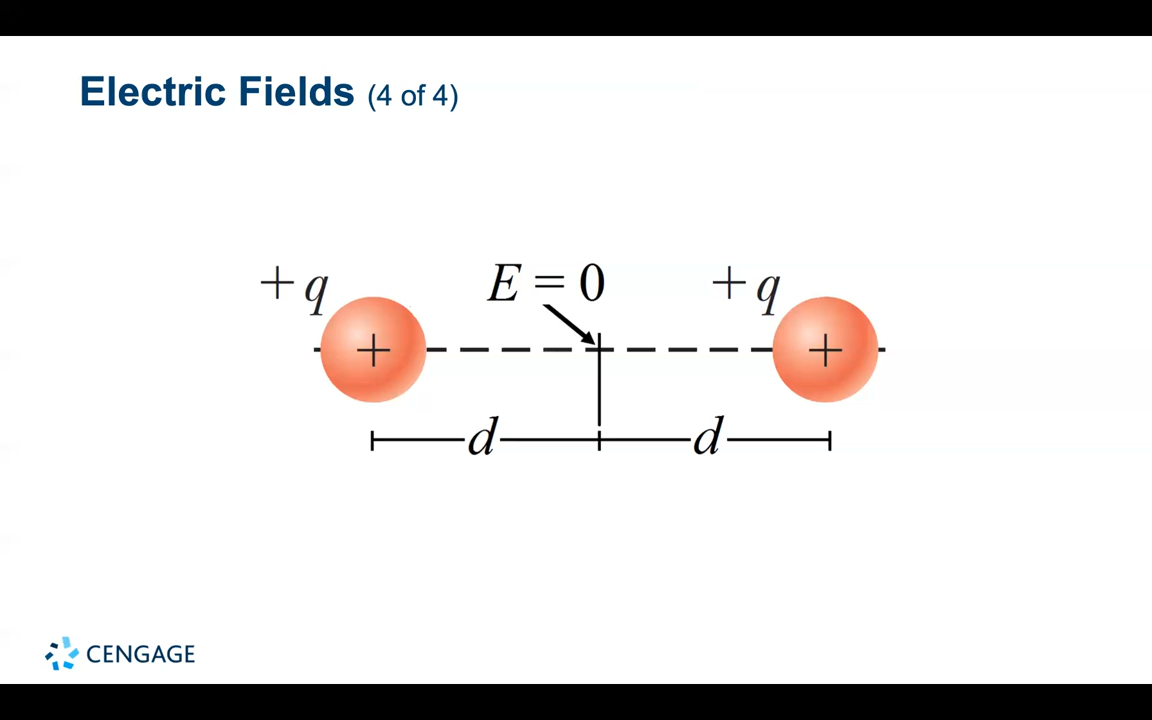 Electric Fields (4 of 4)
+q E = 0 +q
+ +
d d
CENGAGE